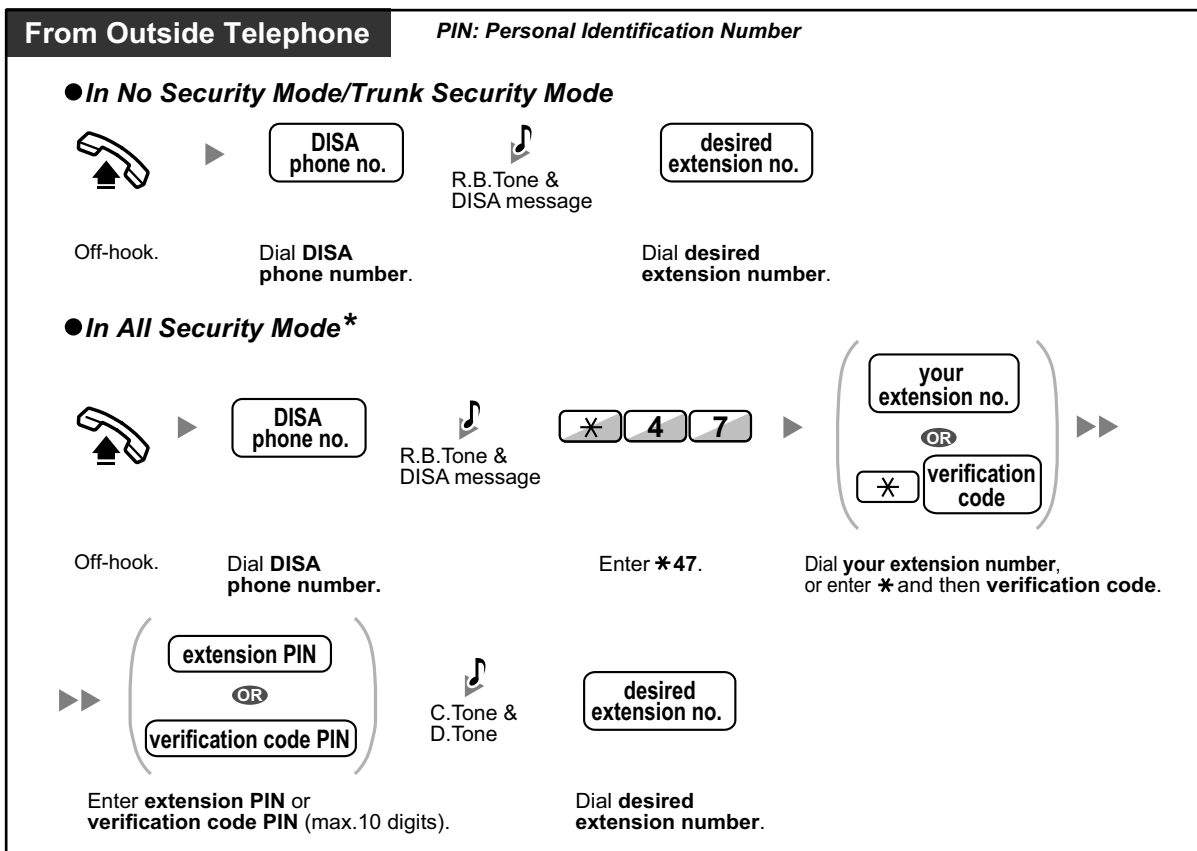 From Outside Telephone
PIN: Personal Identification Number
●In No Security Mode/Trunk Security Mode
DISA
phone no.
R.B.Tone &
DISA message
desired
extension no.
Off-hook.
Dial DISA
phone number.
Dial desired
extension number.
●In All Security Mode*
DISA
phone no.
R.B.Tone &
DISA message
* 4 7
your
extension no.
OR
* verification
code
Off-hook.
Dial DISA
phone number.
Enter *47.
Dial your extension number,
or enter * and then verification code.
extension PIN
OR
verification code PIN
C.Tone &
D.Tone
desired
extension no.
Enter extension PIN or
verification code PIN (max.10 digits).
Dial desired
extension number.